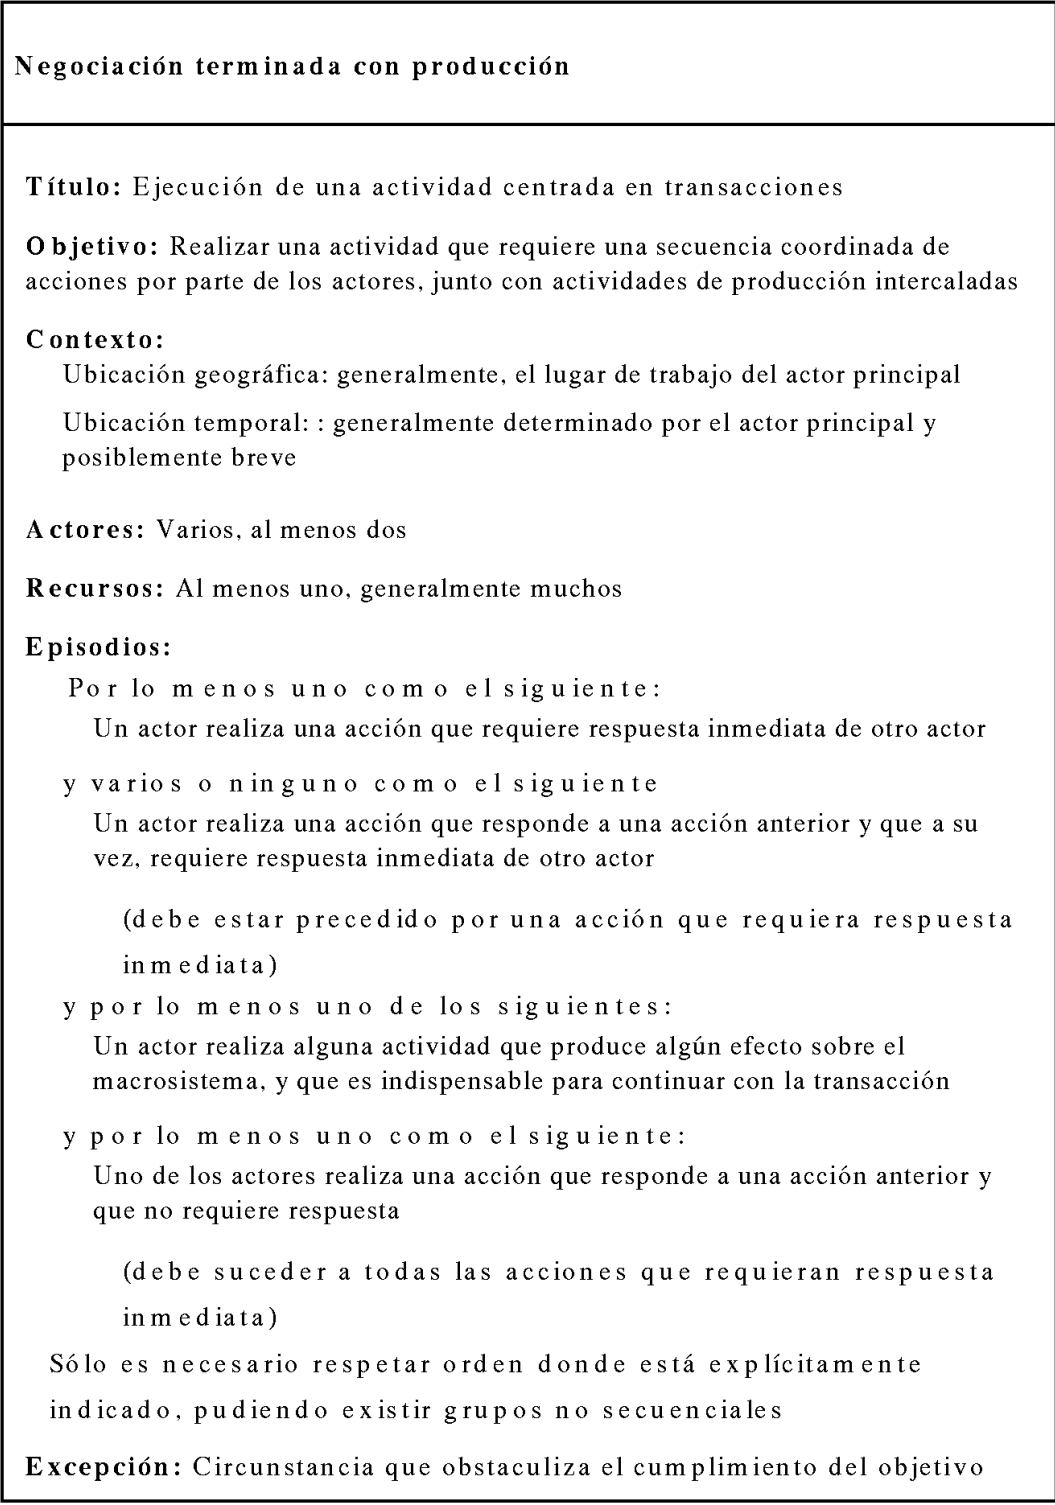 Negociación terminada con producción
Título: Ejecución de una actividad centrada en transacciones
Objetivo: Realizar una actividad que requiere una secuencia coordinada de
acciones por parte de los actores, junto con actividades de producción intercaladas
Contexto:
Ubicación geográfica: generalmente, el lugar de trabajo del actor principal
Ubicación temporal: : generalmente determinado por el actor principal y
posiblemente breve
Actores: Varios, al menos dos
Recursos: Al menos uno, generalmente muchos
Episodios:
Por lo menos uno como el siguiente:
Un actor realiza una acción que requiere respuesta inmediata de otro actor
y varios o ninguno como el siguiente
Un actor realiza una acción que responde a una acción anterior y que a su
vez, requiere respuesta inmediata de otro actor
(debe estar precedido por una acción que requiera respuesta
inmediata)
y por lo menos uno de los siguientes:
Un actor realiza alguna actividad que produce algún efecto sobre el
macrosistema, y que es indispensable para continuar con la transacción
y por lo menos uno como el siguiente:
Uno de los actores realiza una acción que responde a una acción anterior y
que no requiere respuesta
(debe suceder a todas las acciones que requieran respuesta
inmediata)
Sólo es necesario respetar orden donde está explícitamente
indicado, pudiendo existir grupos no secuenciales
Excepción: Circunstancia que obstaculiza el cumplimiento del objetivo